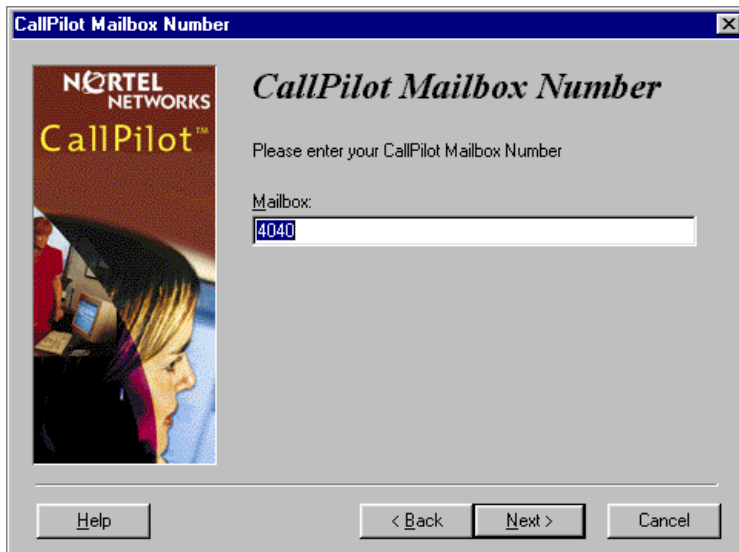 CallPilot Mailbox Number
NORTEL
NETWORKS
CallPilot™
CallPilot Mailbox Number
Please enter your CallPilot Mailbox Number
Mailbox:
4040
Help
< Back
Next >
Cancel